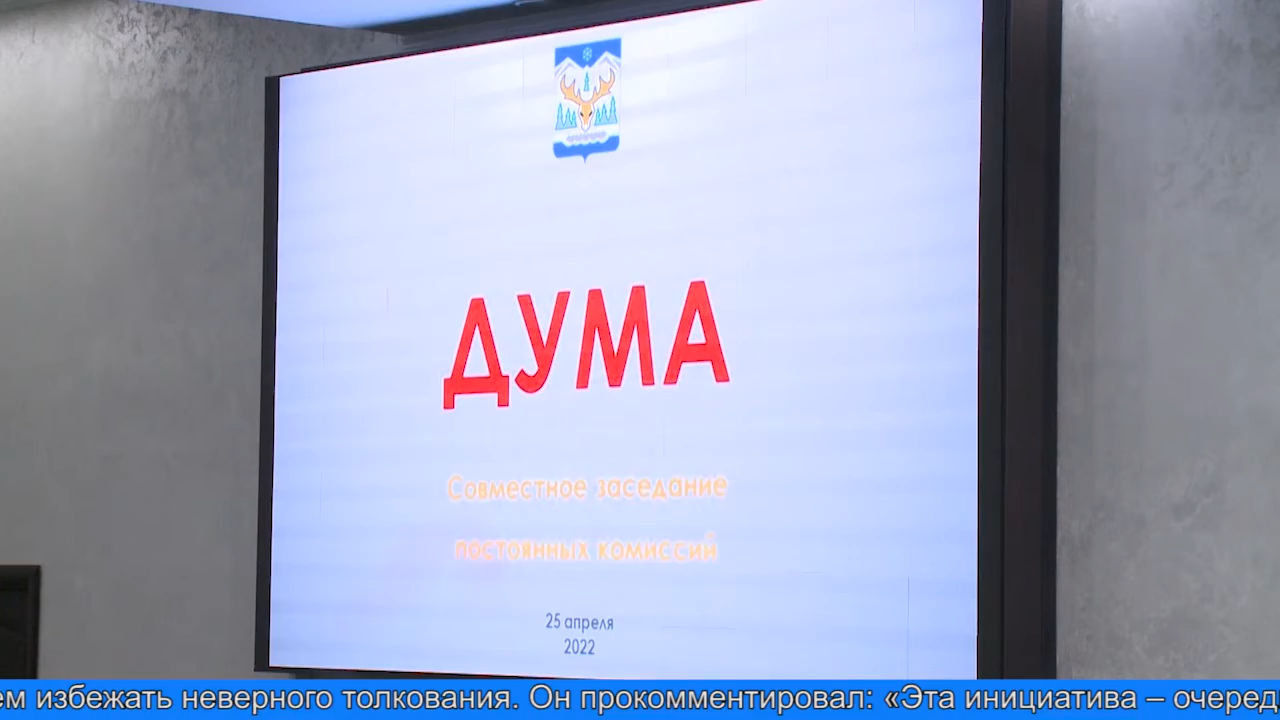 ДУМА
Совместное заседание
постоянных комиссий
25 апреля
2022
ем избежать неверного толкования. Он прокомментировал: «Эта инициатива – очеред